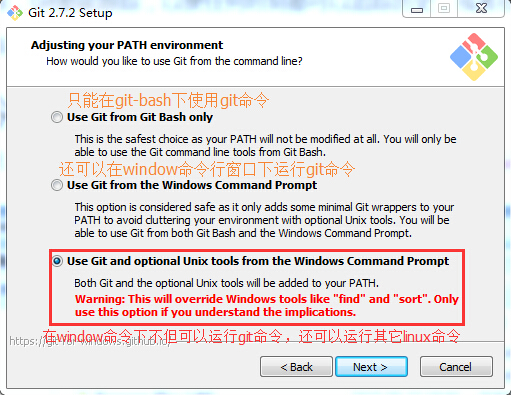 Git 2.7.2 Setup
Adjusting your PATH environment
How would you like to use Git from the command line?
只能在git-bash下使用git命令
Use Git from Git Bash only
This is the safest choice as your PATH will not be modified at all. You will only
be able to use the Git command line tools from Git Bash.
还可以在window命令行窗口下运行git命令
Use Git from the Windows Command Prompt
This option is considered safe as it only adds some minimal Git wrappers to your
PATH to avoid cluttering your environment with optional Unix tools. You will be
able to use Git from both Git Bash and the Windows Command Prompt.
Use Git and optional Unix tools from the Windows Command Prompt
Both Git and the optional Unix tools will be added to your PATH.
Warning: This will override Windows tools like "find" and "sort". Only
use this option if you understand the implications.
在window命令下不但可以运行git命令，还可以运行其它linux命令
https://git-for-windows.github.io/
< Back
Next >
Cancel